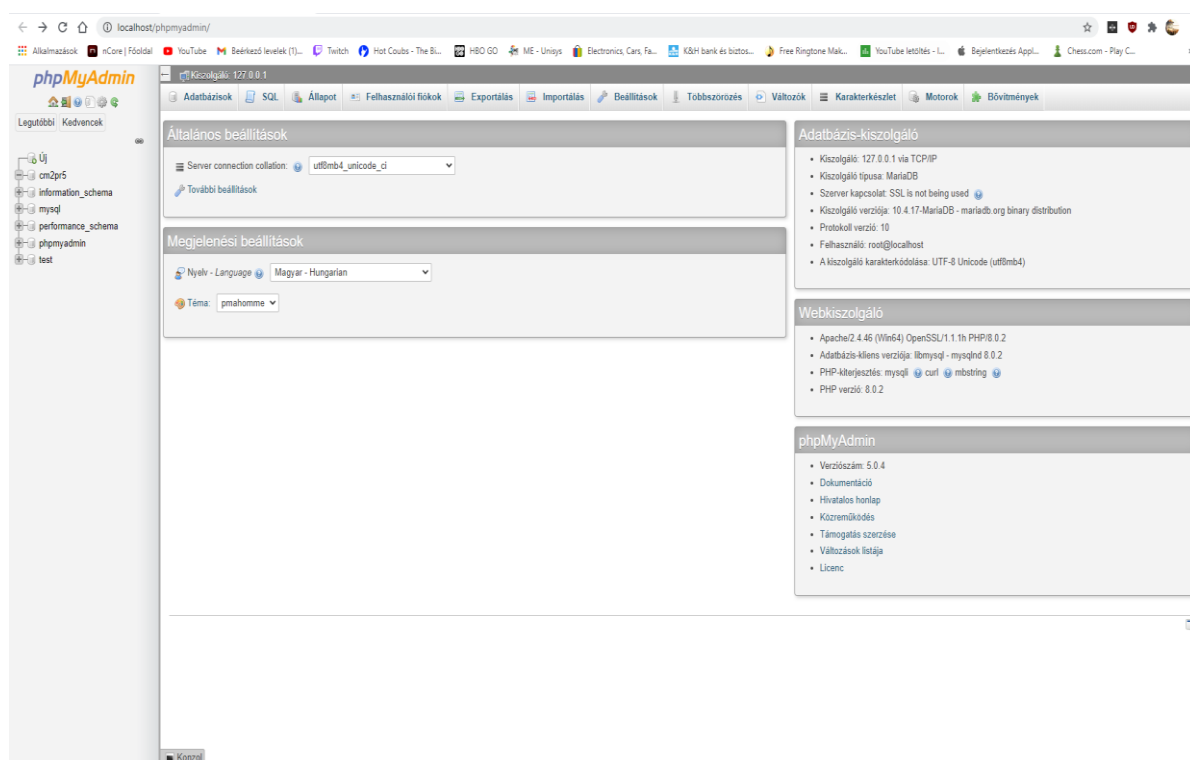 localhost/phpmyadmin/
Alkalmazások nCore | Főoldal YouTube Beérkező levelek (1)... Twitch Hot Coubs - The Bi... HBO GO ME - Unisys Electronics, Cars, Fa... K&H bank és biztos... Free Ringtone Mak... YouTube letöltés - I... Bejelentkezés Appl... Chess.com - Play C...
phpMyAdmin
Legutóbbi Kedvencek
Új
cm2pr5
information_schema
mysql
performance_schema
phpmyadmin
test
Kiszolgáló: 127.0.0.1
Adatbázisok SQL Állapot Felhasználói fiókok Exportálás Importálás Beállítások Többszörözés Változók Karakterkészlet Motorok Bővítmények
Általános beállítások
Server connection collation: utf8mb4_unicode_ci
További beállítások
Megjelenési beállítások
Nyelv - Language Magyar - Hungarian
Téma: pmahomme
Adatbázis-kiszolgáló
Kiszolgáló: 127.0.0.1 via TCP/IP
Kiszolgáló típusa: MariaDB
Szerver kapcsolat: SSL is not being used
Kiszolgáló verziója: 10.4.17-MariaDB - mariadb.org binary distribution
Protokoll verzió: 10
Felhasználó: root@localhost
A kiszolgáló karakterkódolása: UTF-8 Unicode (utf8mb4)
Webkiszolgáló
Apache/2.4.46 (Win64) OpenSSL/1.1.1h PHP/8.0.2
Adatbázis-kliens verziója: libmysql - mysqlnd 8.0.2
PHP-kiterjesztés: mysqli curl mbstring
PHP verzió: 8.0.2
phpMyAdmin
Verziószám: 5.0.4
Dokumentáció
Hivatalos honlap
Közreműködés
Támogatás szerzése
Változások listája
Licenc
Konzol